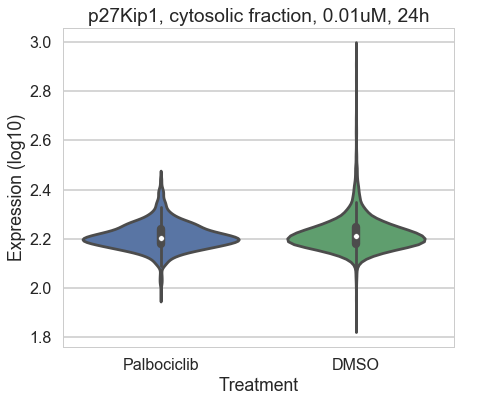 p27Kip1, cytosolic fraction, 0.01uM, 24h
3.0
2.8
2.6
2.4
2.2
2.0
1.8
Expression (log10)
Palbociclib
DMSO
Treatment